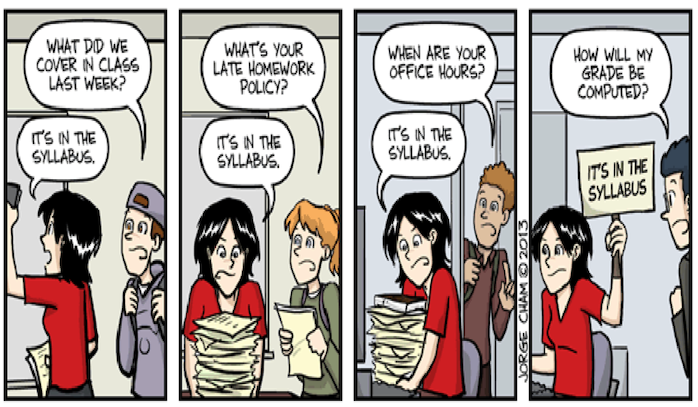 WHAT DID WE
COVER IN CLASS
LAST WEEK?
IT'S IN THE
SYLLABUS.
WHAT'S YOUR
LATE HOMEWORK
POLICY?
IT'S IN THE
SYLLABUS.
WHEN ARE YOUR
OFFICE HOURS?
IT'S IN THE
SYLLABUS.
HOW WILL MY
GRADE BE
COMPUTED?
IT'S IN THE
SYLLABUS
JORGE CHAM © 2013